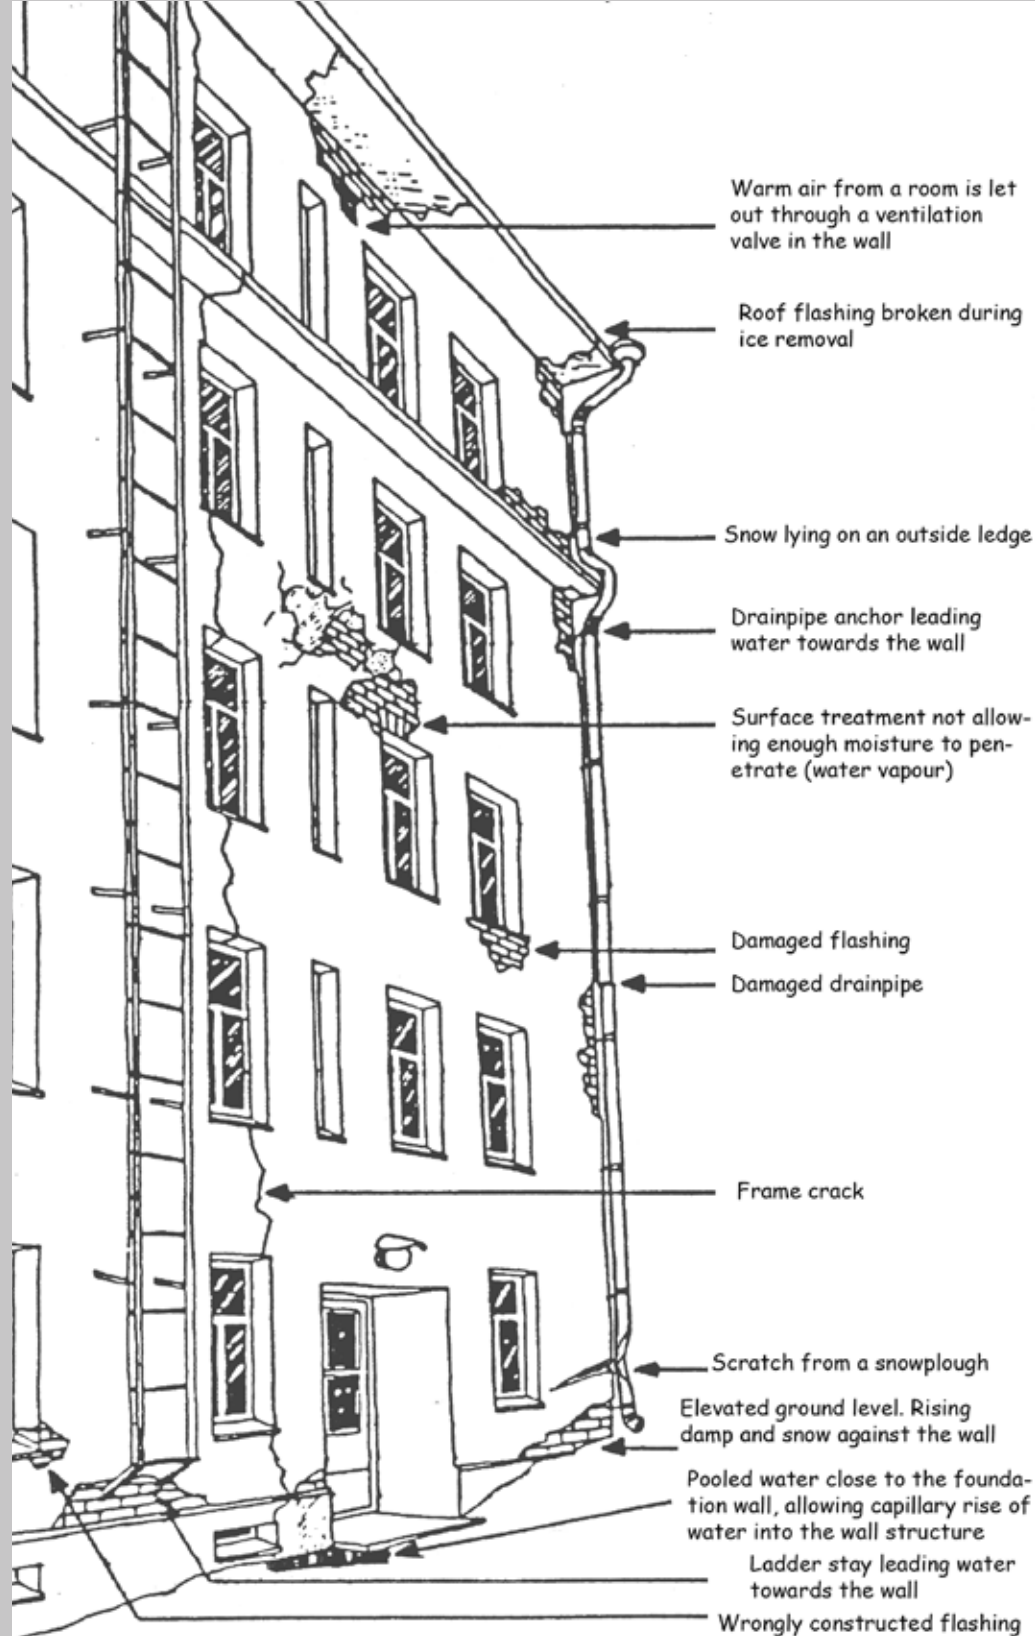 Warm air from a room is let
out through a ventilation
valve in the wall
Roof flashing broken during
ice removal
Snow lying on an outside ledge
Drainpipe anchor leading
water towards the wall
Surface treatment not allow-
ing enough moisture to pen-
etrate (water vapour)
Damaged flashing
Damaged drainpipe
Frame crack
Scratch from a snowplough
Elevated ground level. Rising
damp and snow against the wall
Pooled water close to the founda-
tion wall, allowing capillary rise of
water into the wall structure
Ladder stay leading water
towards the wall
Wrongly constructed flashing